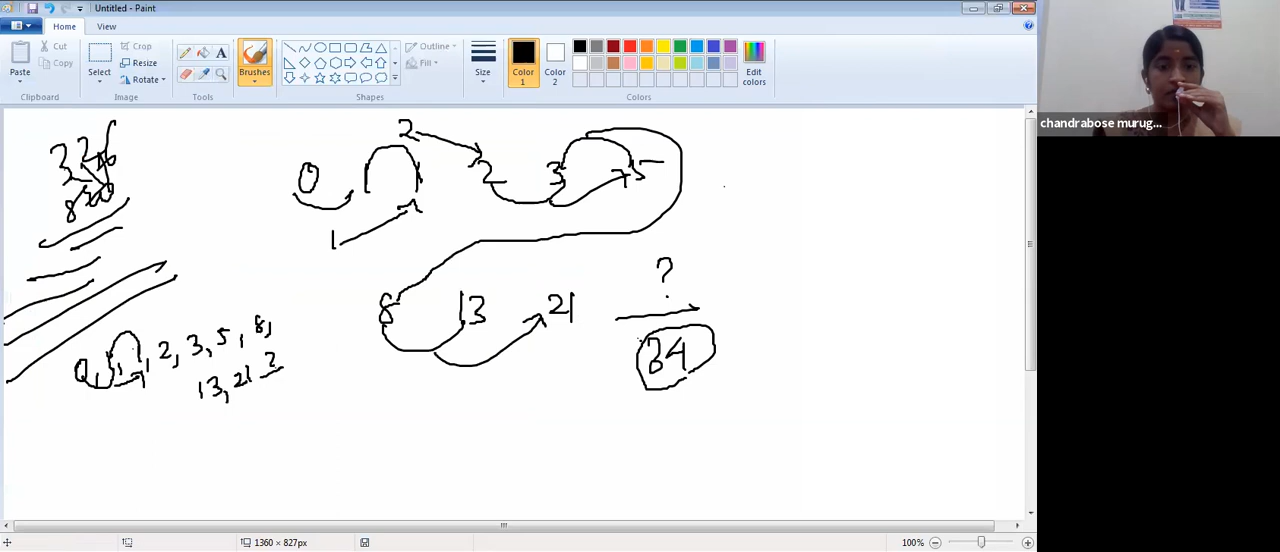 Untitled - Paint
Home View
Paste
Cut
Copy
Clipboard
Select
Crop
Resize
Rotate
Image
Tools
Brushes
Shapes
Outline
Fill
Size
Color 1
Color 2
Edit colors
Colors
chandrabose murug...
0 1 1 2 2 3 5
8 13 21 ?
34
0, 1, 1, 2, 3, 5, 8,
13, 21 ?
1360 × 827px
100%